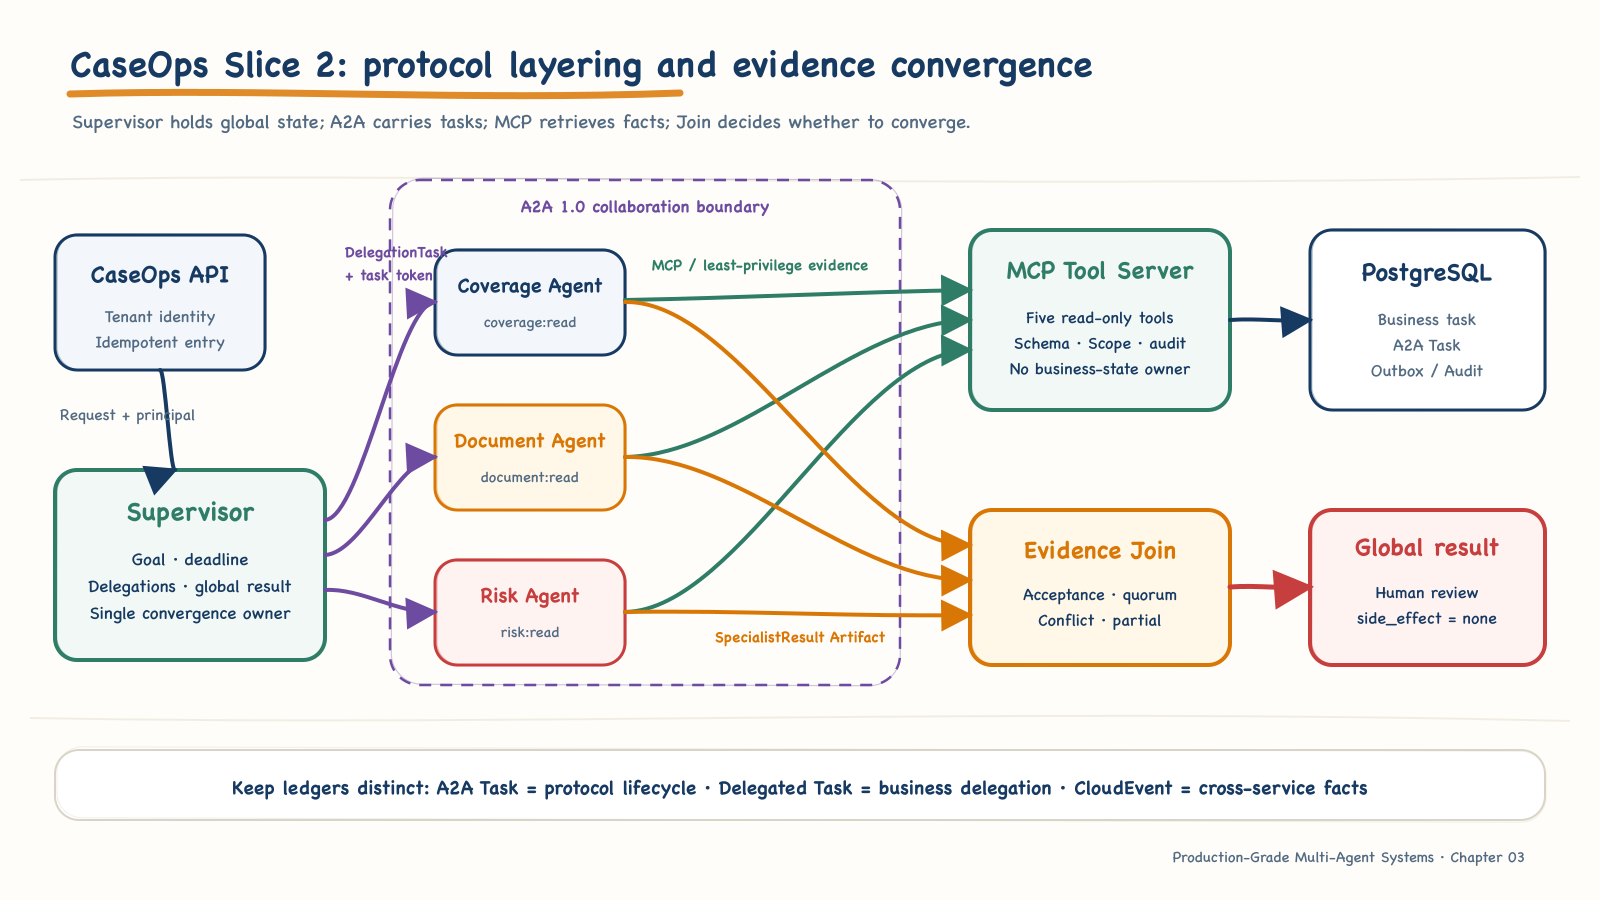 CaseOps Slice 2: protocol layering and evidence convergence
Supervisor holds global state; A2A carries tasks; MCP retrieves facts; Join decides whether to converge.
A2A 1.0 collaboration boundary
CaseOps API
Tenant identity
Idempotent entry
Request + principal
Supervisor
Goal · deadline
Delegations · global result
Single convergence owner
DelegationTask
+ task token
Coverage Agent
coverage:read
Document Agent
document:read
Risk Agent
risk:read
MCP / least-privilege evidence
SpecialistResult Artifact
MCP Tool Server
Five read-only tools
Schema · Scope · audit
No business-state owner
PostgreSQL
Business task
A2A Task
Outbox / Audit
Evidence Join
Acceptance · quorum
Conflict · partial
Global result
Human review
side_effect = none
Keep ledgers distinct: A2A Task = protocol lifecycle · Delegated Task = business delegation · CloudEvent = cross-service facts
Production-Grade Multi-Agent Systems · Chapter 03